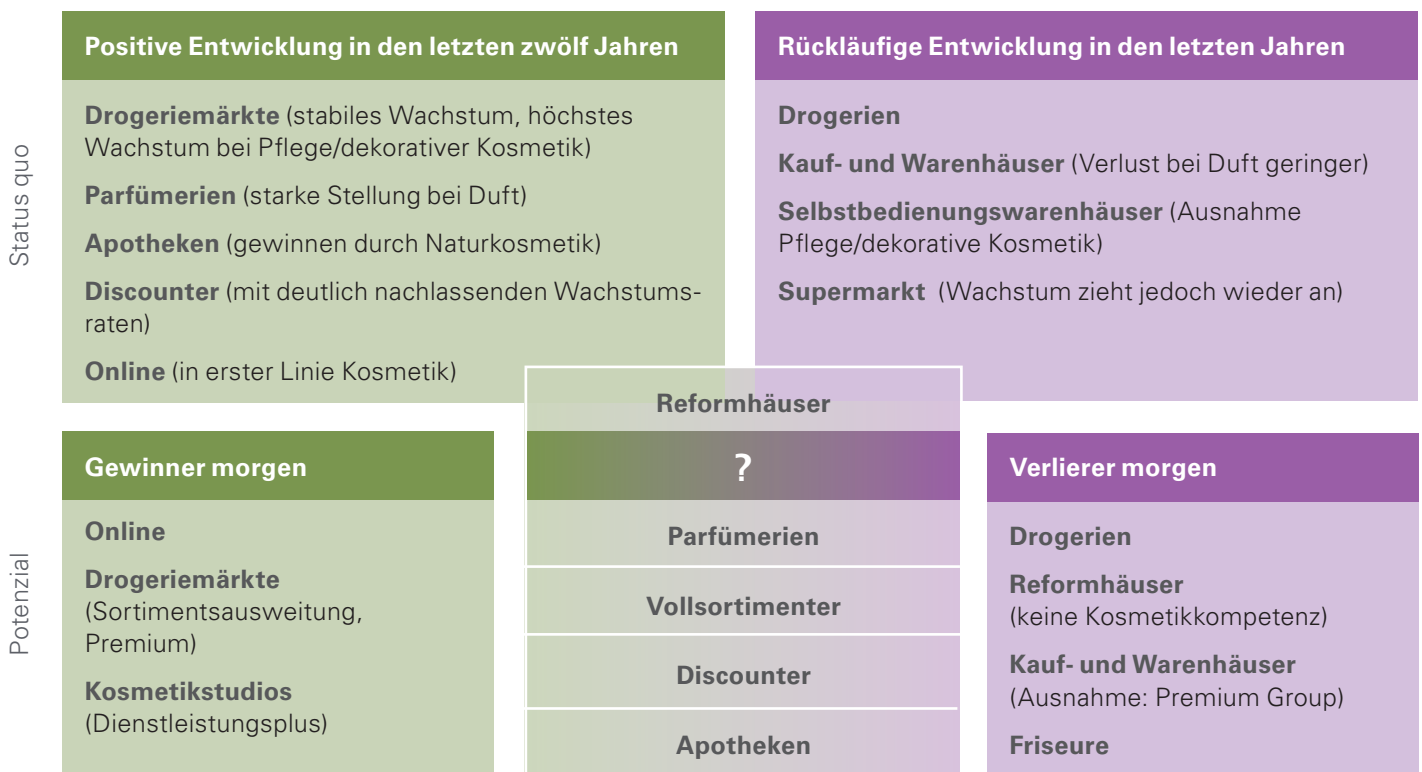 Status quo
Positive Entwicklung in den letzten zwölf Jahren
Drogeriemärkte (stabiles Wachstum, höchstes
Wachstum bei Pflege/dekorativer Kosmetik)
Parfümerien (starke Stellung bei Duft)
Apotheken (gewinnen durch Naturkosmetik)
Discounter (mit deutlich nachlassenden Wachstums-
raten)
Online (in erster Linie Kosmetik)
Rückläufige Entwicklung in den letzten Jahren
Drogerien
Kauf- und Warenhäuser (Verlust bei Duft geringer)
Selbstbedienungswarenhäuser (Ausnahme
Pflege/dekorative Kosmetik)
Supermarkt (Wachstum zieht jedoch wieder an)
Reformhäuser
Potenzial
Gewinner morgen
Online
Drogeriemärkte
(Sortimentsausweitung,
Premium)
Kosmetikstudios
(Dienstleistungsplus)
?
Parfümerien
Vollsortimenter
Discounter
Apotheken
Verlierer morgen
Drogerien
Reformhäuser
(keine Kosmetikkompetenz)
Kauf- und Warenhäuser
(Ausnahme: Premium Group)
Friseure